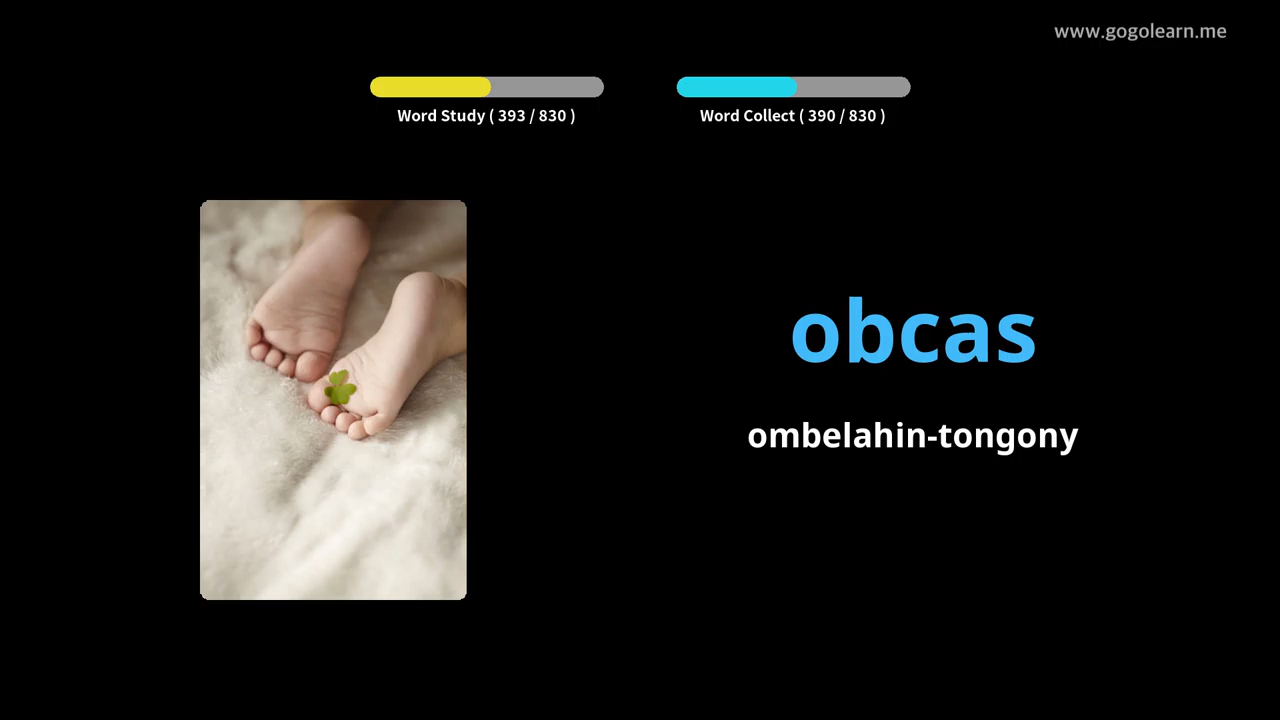 www.gogolearn.me
Word Study ( 393 / 830 )
Word Collect ( 390 / 830 )
obcas
ombelahin-tongony